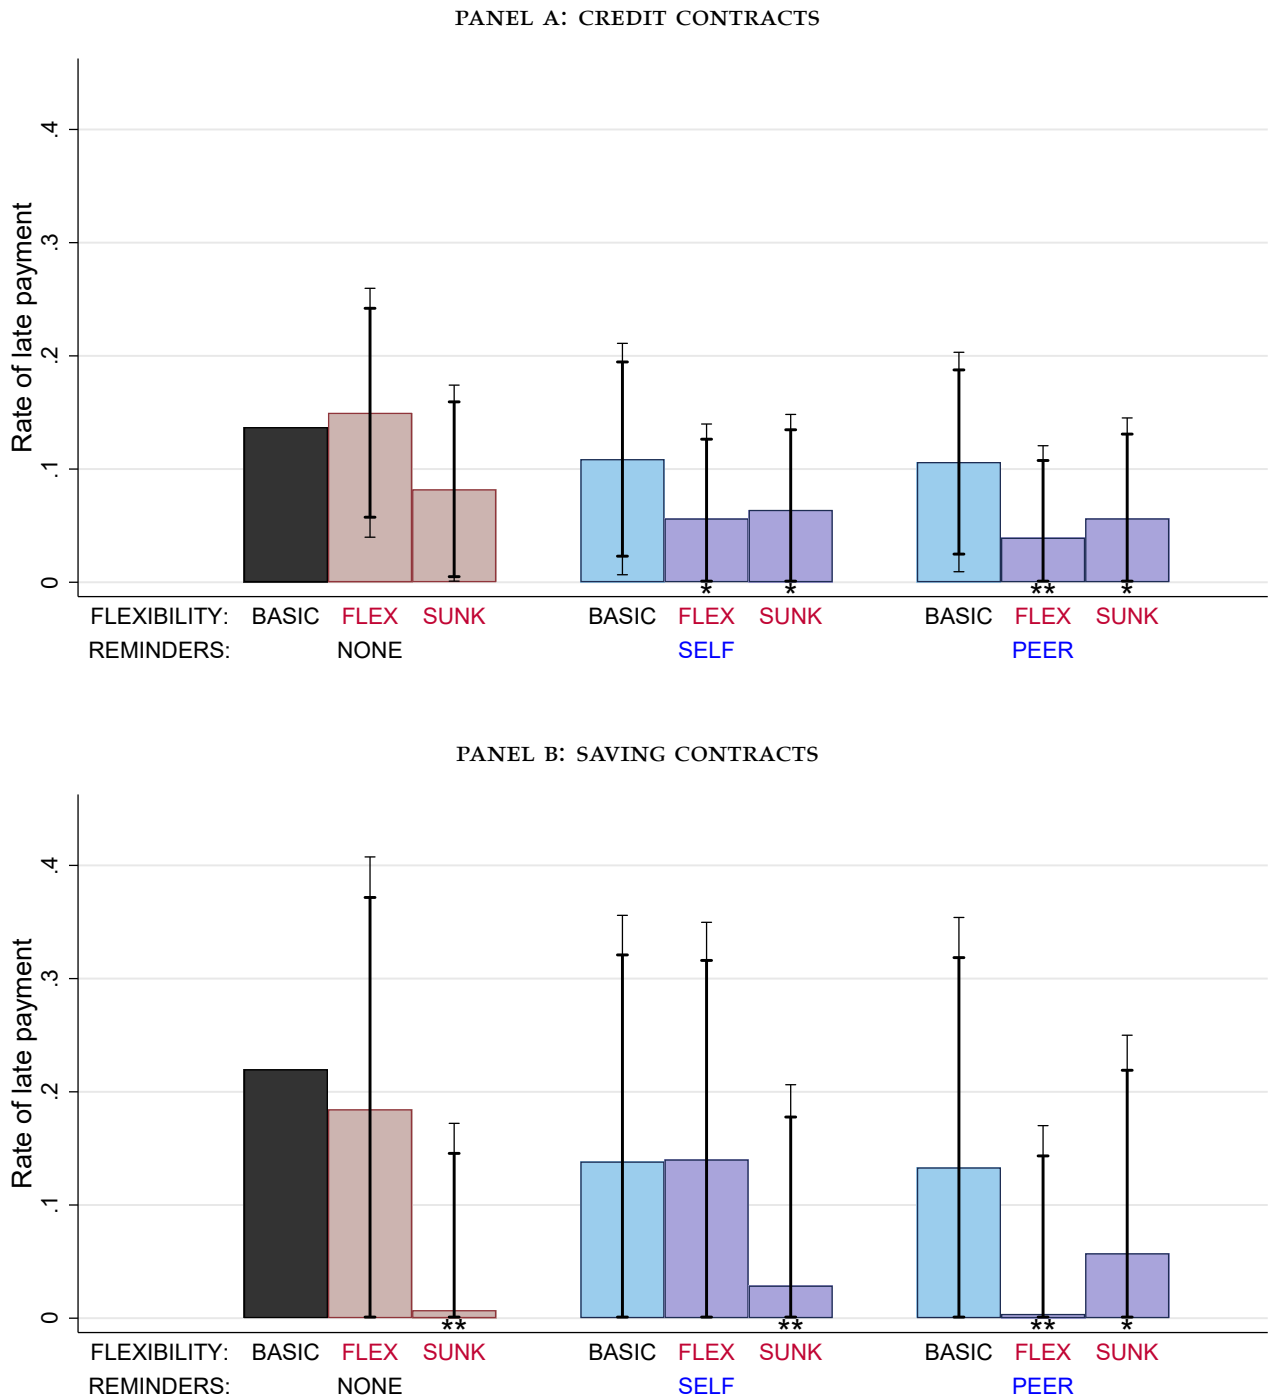 PANEL A: CREDIT CONTRACTS
Rate of late payment
.4
.3
.2
.1
0
* * ** *
FLEXIBILITY: BASIC FLEX SUNK BASIC FLEX SUNK BASIC FLEX SUNK
REMINDERS: NONE SELF PEER
PANEL B: SAVING CONTRACTS
Rate of late payment
.4
.3
.2
.1
0
** ** ** *
FLEXIBILITY: BASIC FLEX SUNK BASIC FLEX SUNK BASIC FLEX SUNK
REMINDERS: NONE SELF PEER